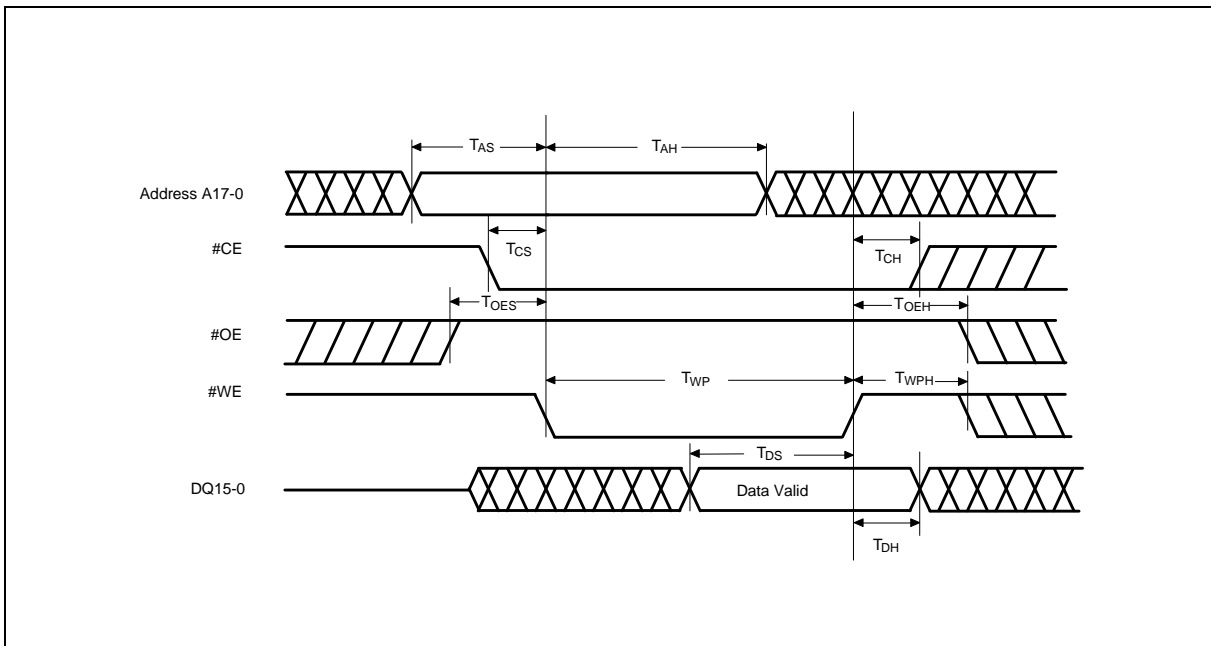 TAS
TAH
Address A17-0
TCS
#CE
TCH
TOES
TOEH
#OE
TWP
TWPH
#WE
TDS
DQ15-0
Data Valid
TDH